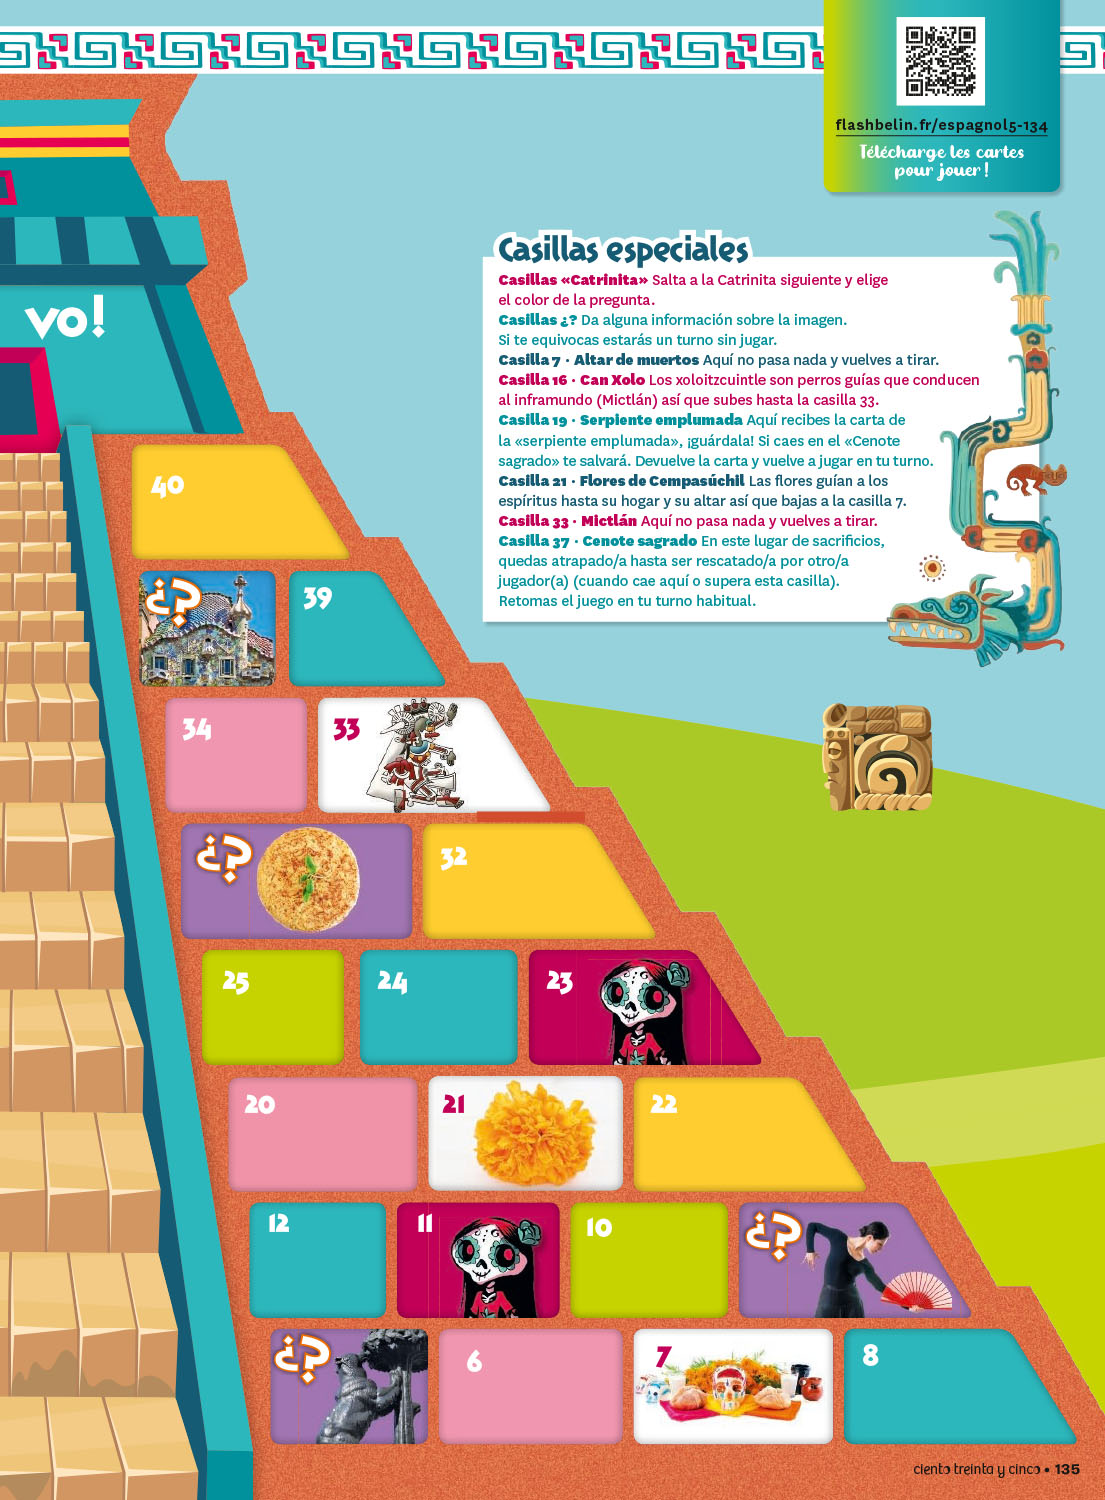 flashbelin.fr/espagnol5-134
Télécharge les cartes
pour jouer !
Casillas especiales
Casillas «Catrinita» Salta a la Catrinita siguiente y elige
el color de la pregunta.
Casillas ¿? Da alguna información sobre la imagen.
Si te equivocas estarás un turno sin jugar.
Casilla 7 · Altar de muertos Aquí no pasa nada y vuelves a tirar.
Casilla 16 · Can Xolo Los xoloitzcuintle son perros guías que conducen
al inframundo (Mictlán) así que subes hasta la casilla 33.
Casilla 19 · Serpiente emplumada Aquí recibes la carta de
la «serpiente emplumada», ¡guárdala! Si caes en el «Cenote
sagrado» te salvará. Devuelve la carta y vuelve a jugar en tu turno.
Casilla 21 · Flores de Cempasúchil Las flores guían a los
espíritus hasta su hogar y su altar así que bajas a la casilla 7.
Casilla 33 · Mictlán Aquí no pasa nada y vuelves a tirar.
Casilla 37 · Cenote sagrado En este lugar de sacrificios,
quedas atrapado/a hasta ser rescatado/a por otro/a
jugador(a) (cuando cae aquí o supera esta casilla).
Retomas el juego en tu turno habitual.
vo!
40
¿?
39
34
33
¿?
32
25
24
23
20
21
22
12
11
10
¿?
¿?
6
7
8
ciento treinta y cinco • 135